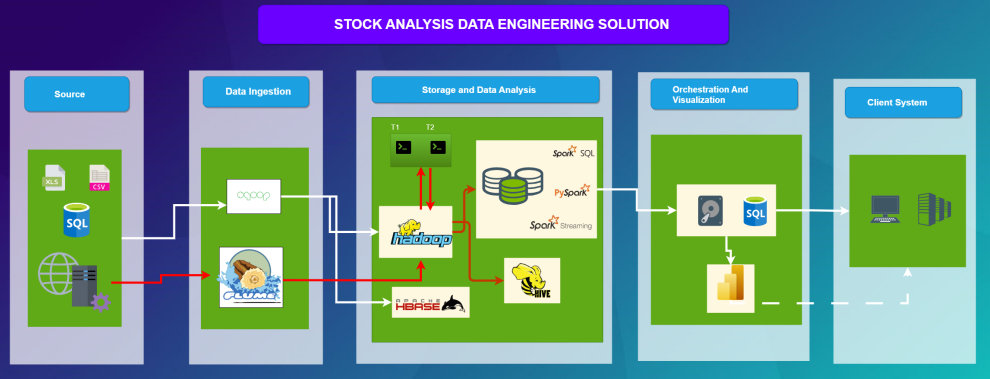 STOCK ANALYSIS DATA ENGINEERING SOLUTION
Source
Data Ingestion
Storage and Data Analysis
Orchestration And
Visualization
Client System
XLS
CSV
SQL
sqoop
FLUME
T1 T2
hadoop
APACHE
HBASE
Spark SQL
PySpark
Spark Streaming
HIVE
SQL